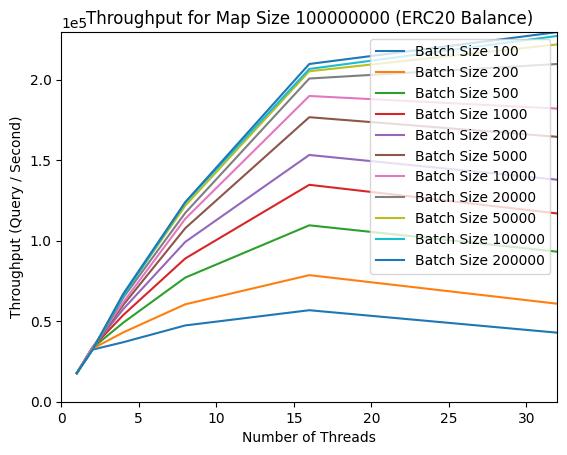 Throughput for Map Size 100000000 (ERC20 Balance)
1e5
Throughput (Query / Second)
2.0
1.5
1.0
0.5
0.0
Batch Size 100
Batch Size 200
Batch Size 500
Batch Size 1000
Batch Size 2000
Batch Size 5000
Batch Size 10000
Batch Size 20000
Batch Size 50000
Batch Size 100000
Batch Size 200000
0 5 10 15 20 25 30
Number of Threads